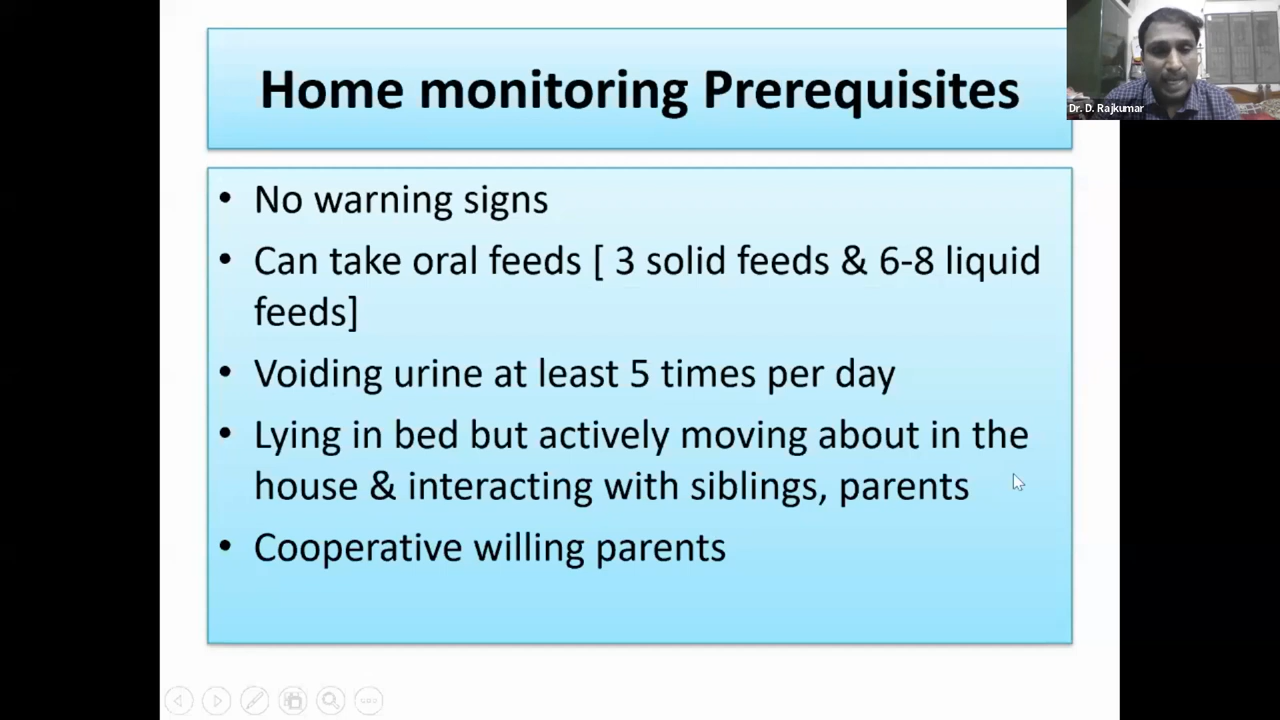 Home monitoring Prerequisites
Dr. D. Rajkumar
• No warning signs
• Can take oral feeds [ 3 solid feeds & 6-8 liquid
feeds]
• Voiding urine at least 5 times per day
• Lying in bed but actively moving about in the
house & interacting with siblings, parents
• Cooperative willing parents